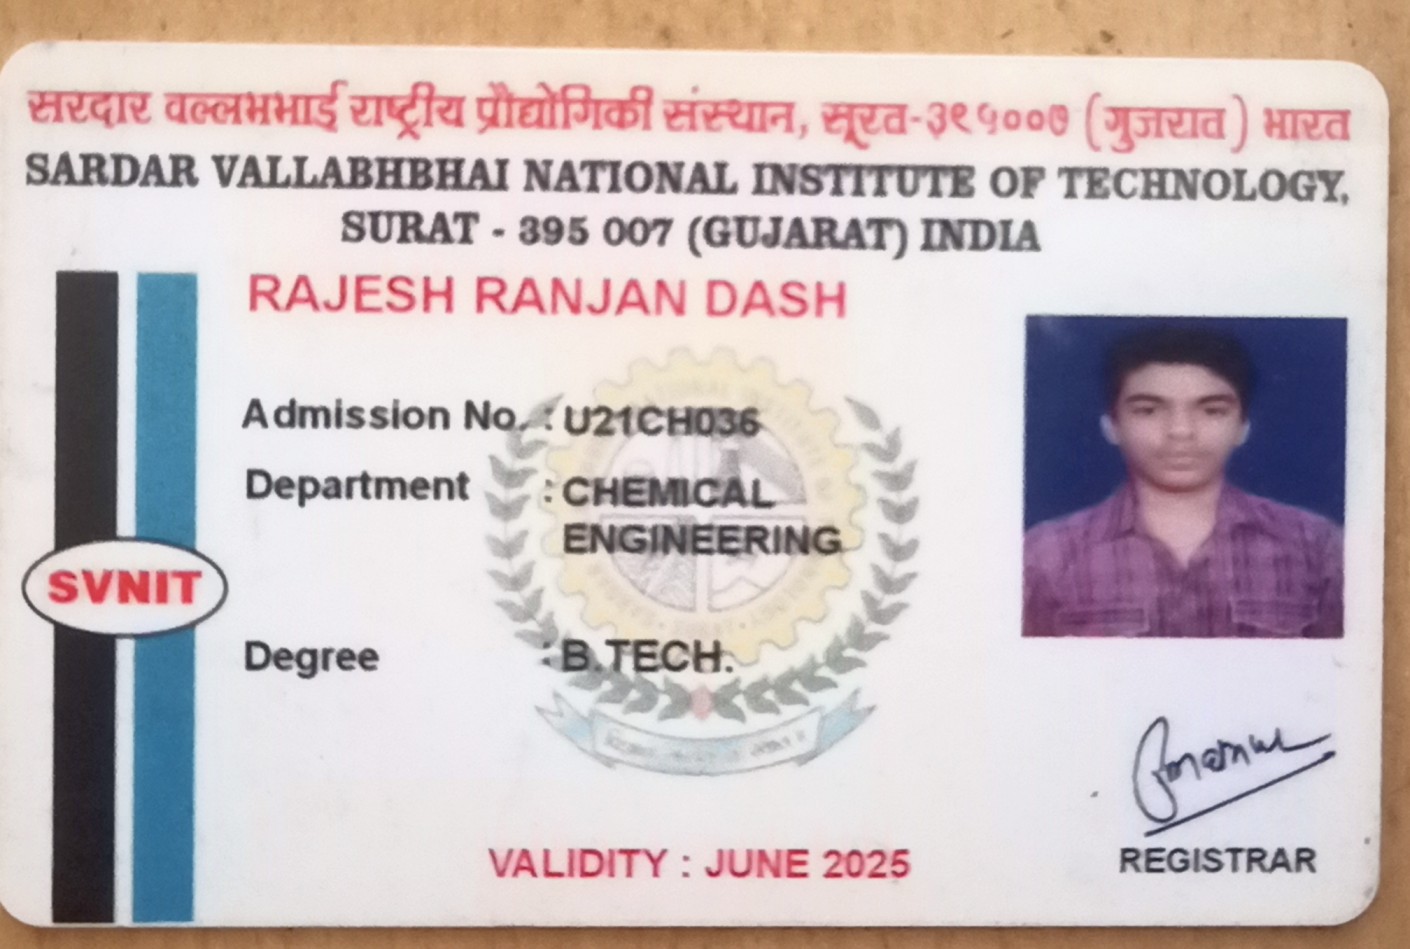 सरदार वल्लभभाई राष्ट्रीय प्रौद्योगिकी संस्थान, सूरत-३९५००७ (गुजरात) भारत
SARDAR VALLABHBHAI NATIONAL INSTITUTE OF TECHNOLOGY,
SURAT - 395 007 (GUJARAT) INDIA
RAJESH RANJAN DASH
Admission No. : U21CH036
Department : CHEMICAL
ENGINEERING
SVNIT
Degree : B.TECH.
VALIDITY : JUNE 2025
REGISTRAR